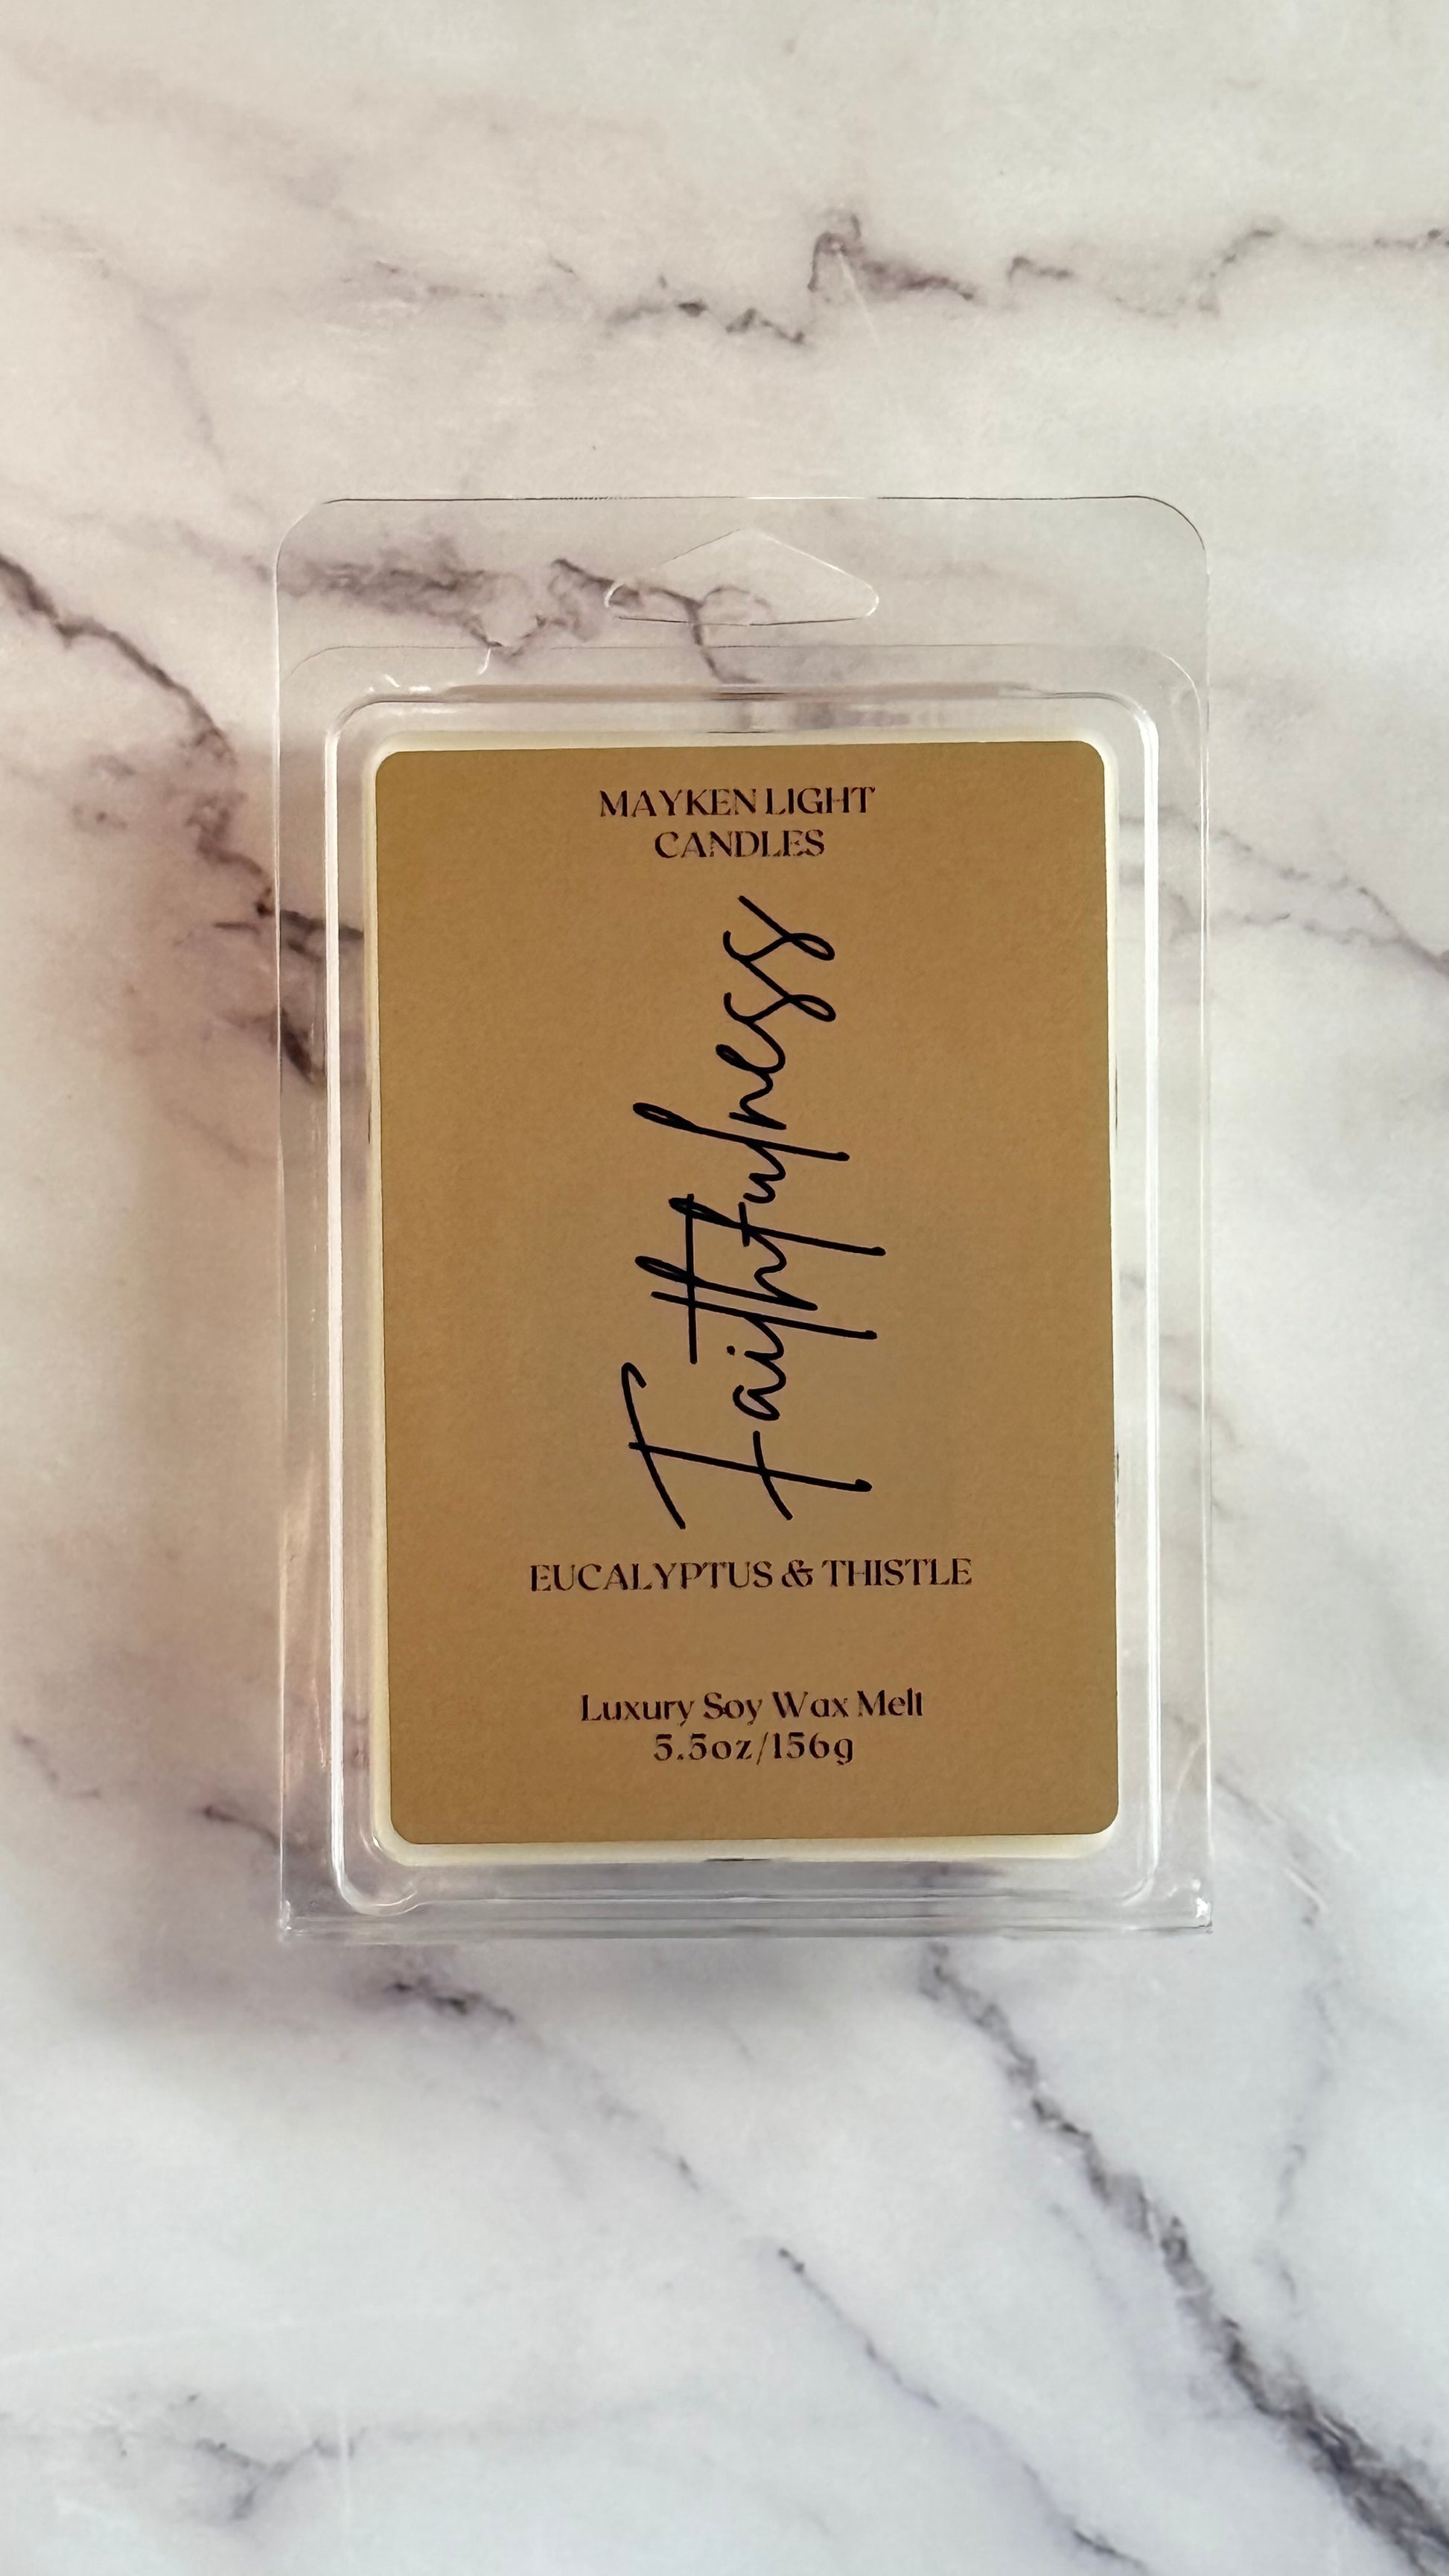 MAYKEN LIGHT
CANDLES
Faithfulness
EUCALYPTUS & THISTLE
Luxury Soy Wax Melt
5.5oz/156g